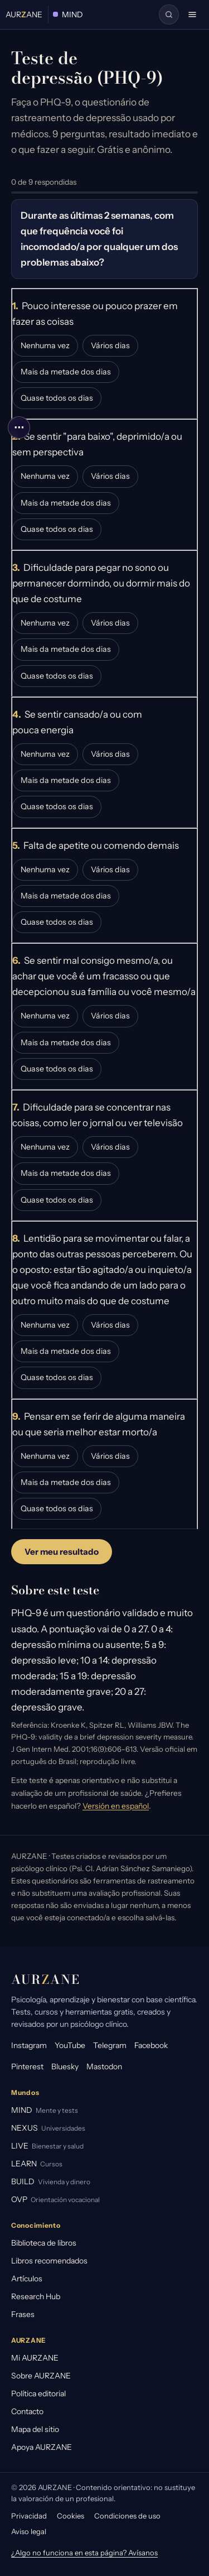 AURZANE MIND
Teste de
depressão (PHQ-9)
Faça o PHQ-9, o questionário de
rastreamento da depressão usado por
médicos. 9 perguntas, resultado imediato e
o que fazer a seguir. Grátis e anônimo.
0 de 9 respondidas
Durante as últimas 2 semanas, com
que frequência você foi
incomodado/a por qualquer um dos
problemas abaixo?
1. Pouco interesse ou pouco prazer em
fazer as coisas
Nenhuma vez Vários dias
Mais da metade dos dias
Quase todos os dias
Se sentir "para baixo", deprimido/a ou
sem perspectiva
Nenhuma vez Vários dias
Mais da metade dos dias
Quase todos os dias
3. Dificuldade para pegar no sono ou
permanecer dormindo, ou dormir mais do
que de costume
Nenhuma vez Vários dias
Mais da metade dos dias
Quase todos os dias
4. Se sentir cansado/a ou com
pouca energia
Nenhuma vez Vários dias
Mais da metade dos dias
Quase todos os dias
5. Falta de apetite ou comendo demais
Nenhuma vez Vários dias
Mais da metade dos dias
Quase todos os dias
6. Se sentir mal consigo mesmo/a, ou
achar que você é um fracasso ou que
decepcionou sua família ou você mesmo/a
Nenhuma vez Vários dias
Mais da metade dos dias
Quase todos os dias
7. Dificuldade para se concentrar nas
coisas, como ler o jornal ou ver televisão
Nenhuma vez Vários dias
Mais da metade dos dias
Quase todos os dias
8. Lentidão para se movimentar ou falar, a
ponto das outras pessoas perceberem. Ou
o oposto: estar tão agitado/a ou inquieto/a
que você fica andando de um lado para o
outro muito mais do que de costume
Nenhuma vez Vários dias
Mais da metade dos dias
Quase todos os dias
9. Pensar em se ferir de alguma maneira
ou que seria melhor estar morto/a
Nenhuma vez Vários dias
Mais da metade dos dias
Quase todos os dias
Ver meu resultado
Sobre este teste
PHQ-9 é um questionário validado e muito
usado. A pontuação vai de 0 a 27. 0 a 4:
depressão mínima ou ausente; 5 a 9:
depressão leve; 10 a 14: depressão
moderada; 15 a 19: depressão
moderadamente grave; 20 a 27:
depressão grave.
Referência: Kroenke K, Spitzer RL, Williams JBW. The
PHQ-9: validity of a brief depression severity measure.
J Gen Intern Med. 2001;16(9):606–613. Versão oficial em
português do Brasil; reprodução livre.
Este teste é apenas orientativo e não substitui a
avaliação de um profissional de saúde. ¿Prefieres
hacerlo en español? Versión en español.
AURZANE · Testes criados e revisados por um
psicólogo clínico (Psi. Cl. Adrian Sánchez Samaniego).
Estes questionários são ferramentas de rastreamento
e não substituem uma avaliação profissional. Suas
respostas não são enviadas a lugar nenhum, a menos
que você esteja conectado/a e escolha salvá-las.
AURZANE
Psicología, aprendizaje y bienestar con base científica.
Tests, cursos y herramientas gratis, creados y
revisados por un psicólogo clínico.
Instagram YouTube Telegram Facebook
Pinterest Bluesky Mastodon
Mundos
MIND Mente y tests
NEXUS Universidades
LIVE Bienestar y salud
LEARN Cursos
BUILD Vivienda y dinero
OVP Orientación vocacional
Conocimiento
Biblioteca de libros
Libros recomendados
Artículos
Research Hub
Frases
AURZANE
Mi AURZANE
Sobre AURZANE
Política editorial
Contacto
Mapa del sitio
Apoya AURZANE
© 2026 AURZANE · Contenido orientativo: no sustituye
la valoración de un profesional.
Privacidad Cookies Condiciones de uso
Aviso legal
¿Algo no funciona en esta página? Avísanos